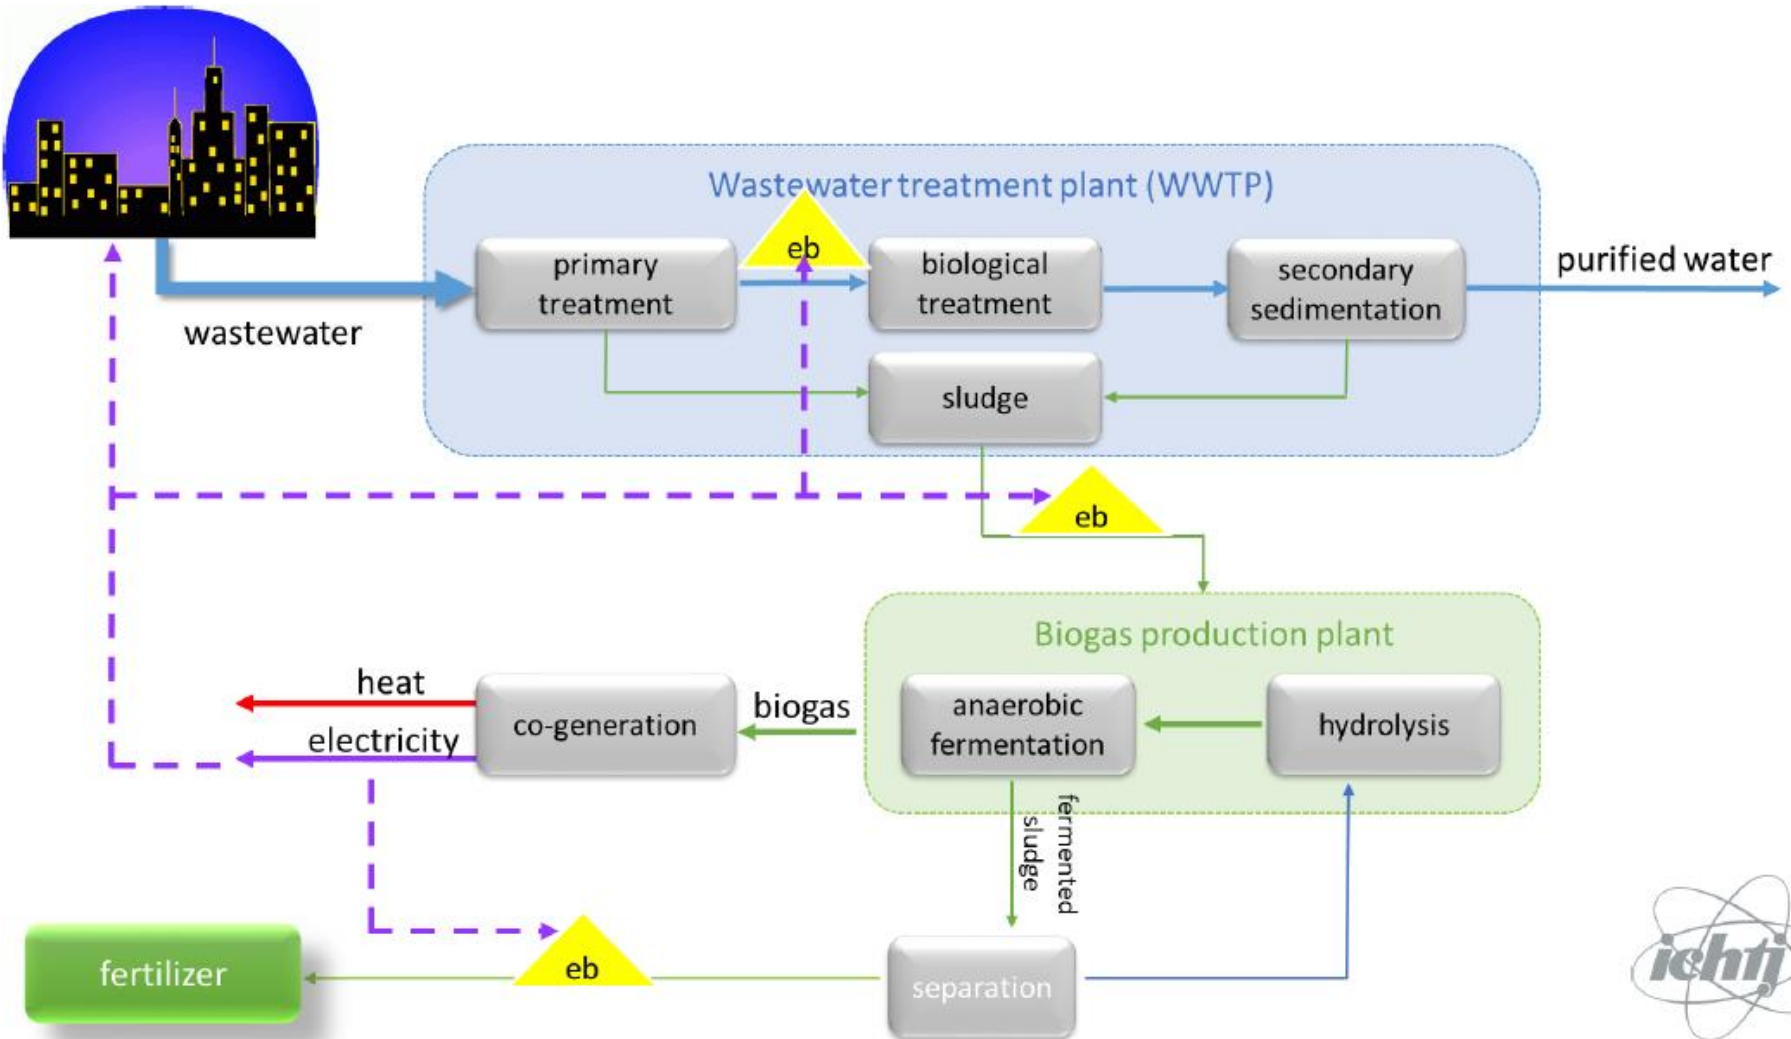 Wastewater treatment plant (WWTP)
eb
primary
treatment
biological
treatment
secondary
sedimentation
purified water
wastewater
sludge
eb
Biogas production plant
heat
electricity
co-generation
biogas
anaerobic
fermentation
hydrolysis
fermented
sludge
fertilizer
eb
separation
ichtj